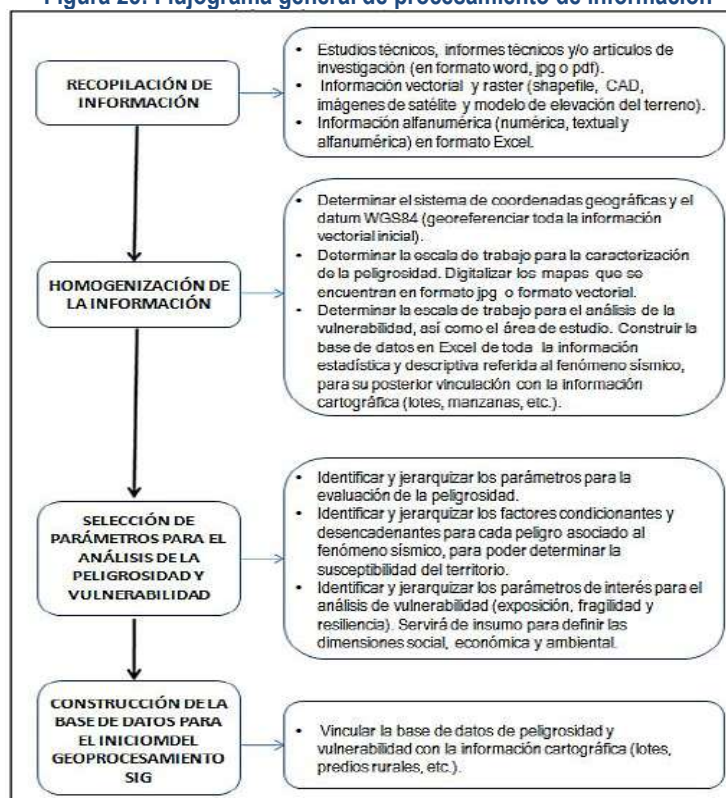 Figura 29. Flujograma general de procesamiento de información
RECOPILACIÓN DE
INFORMACIÓN
• Estudios técnicos, informes técnicos y/o artículos de
investigación (en formato word, jpg o pdf).
• Información vectorial y raster (shapefile, CAD,
imágenes de satélite y modelo de elevación del terreno).
• Información alfanumérica (numérica, textual y
alfanumérica) en formato Excel.
HOMOGENIZACIÓN DE
LA INFORMACIÓN
• Determinar el sistema de coordenadas geográficas y el
datum WGS84 (georeferenciar toda la información
vectorial inicial).
• Determinar la escala de trabajo para la caracterización
de la peligrosidad. Digitalizar los mapas que se
encuentran en formato jpg o formato vectorial.
• Determinar la escala de trabajo para el análisis de la
vulnerabilidad, así como el área de estudio. Construir la
base de datos en Excel de toda la información
estadística y descriptiva referida al fenómeno sísmico,
para su posterior vinculación con la información
cartográfica (lotes, manzanas, etc.).
SELECCIÓN DE
PARÁMETROS PARA EL
ANÁLISIS DE LA
PELIGROSIDAD Y
VULNERABILIDAD
• Identificar y jerarquizar los parámetros para la
evaluación de la peligrosidad.
• Identificar y jerarquizar los factores condicionantes y
desencadenantes para cada peligro asociado al
fenómeno sísmico, para poder determinar la
susceptibilidad del territorio.
• Identificar y jerarquizar los parámetros de interés para el
análisis de vulnerabilidad (exposición, fragilidad y
resiliencia). Servirá de insumo para definir las
dimensiones social, económica y ambiental.
CONSTRUCCIÓN DE LA
BASE DE DATOS PARA
EL INICIOMDEL
GEOPROCESAMIENTO
SIG
• Vincular la base de datos de peligrosidad y
vulnerabilidad con la información cartográfica (lotes,
predios rurales, etc.).